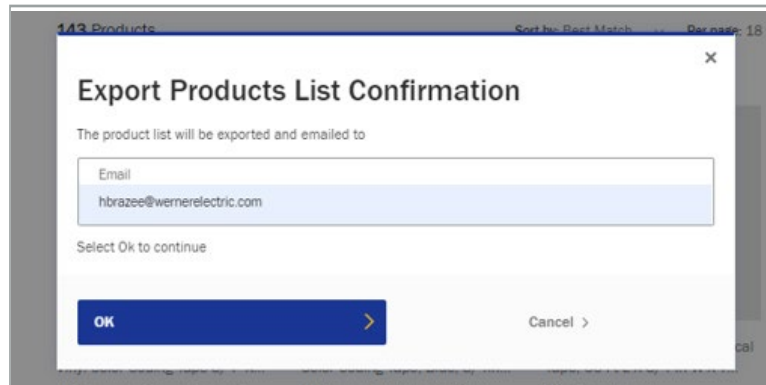 143 Products
Sort by: Best Match
Per page: 18
×
Export Products List Confirmation
The product list will be exported and emailed to
Email
hbrazee@wernerelectric.com
Select Ok to continue
OK
Cancel >
cal